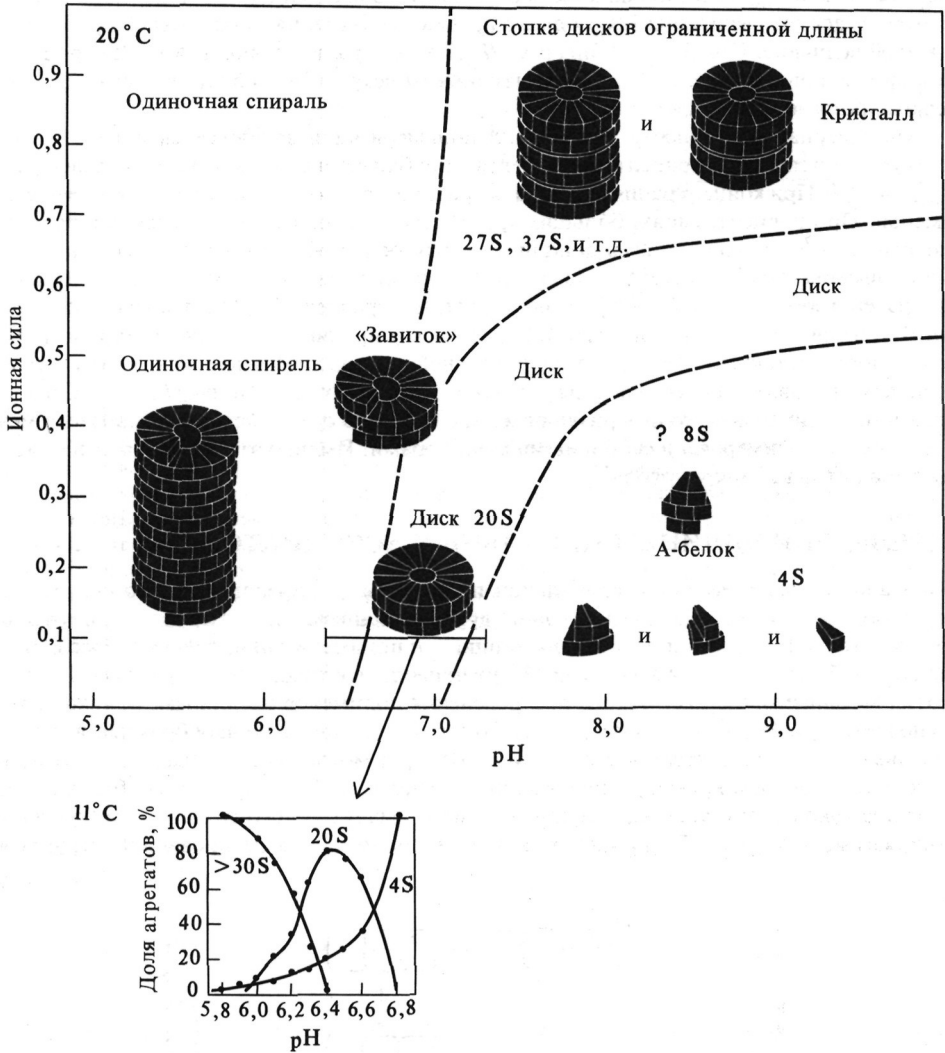 20°C
Стопка дисков ограниченной длины
0,9
Одиночная спираль
и
Кристалл
0,8
0,7
27S, 37S, и т.д.
0,6
Диск
«Завиток»
0,5
Одиночная спираль
Диск
Ионная сила
0,4
? 8S
0,3
Диск 20S
А-белок
0,2
4S
0,1
и
и
5,0
6,0
7,0
8,0
9,0
pH
11°C
Доля агрегатов, %
100
80
60
40
20
0
20S
>30S
4S
5,8
6,0
6,2
6,4
6,6
6,8
pH